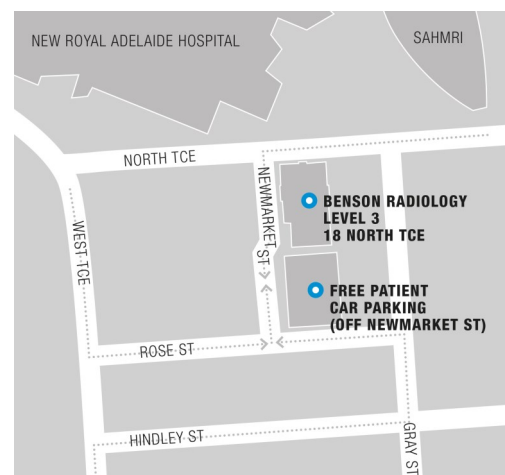 NEW ROYAL ADELAIDE HOSPITAL
SAHMRI
NORTH TCE
NEWMARKET ST
BENSON RADIOLOGY
LEVEL 3
18 NORTH TCE
WEST TCE
FREE PATIENT
CAR PARKING
(OFF NEWMARKET ST)
ROSE ST
HINDLEY ST
GRAY ST